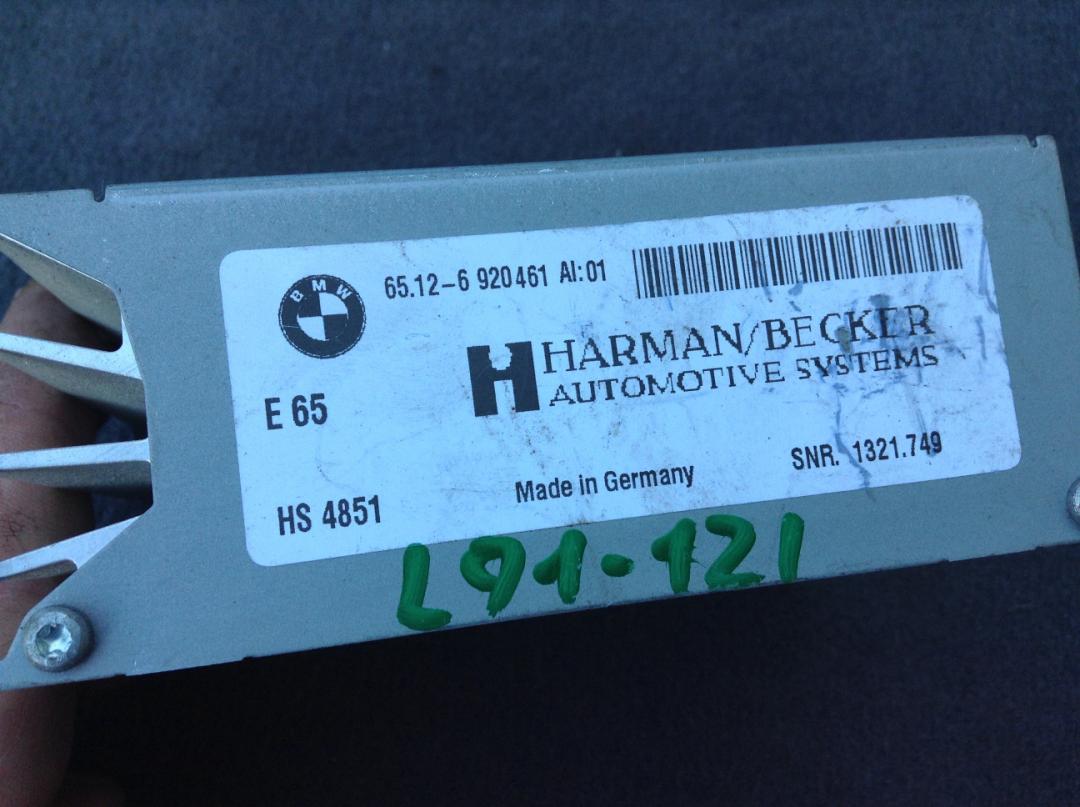 65.12-6 920461 AI:01
BMW
HARMAN/BECKER
AUTOMOTIVE SYSTEMS
E 65
SNR. 1321.749
Made in Germany
HS 4851
L91-121